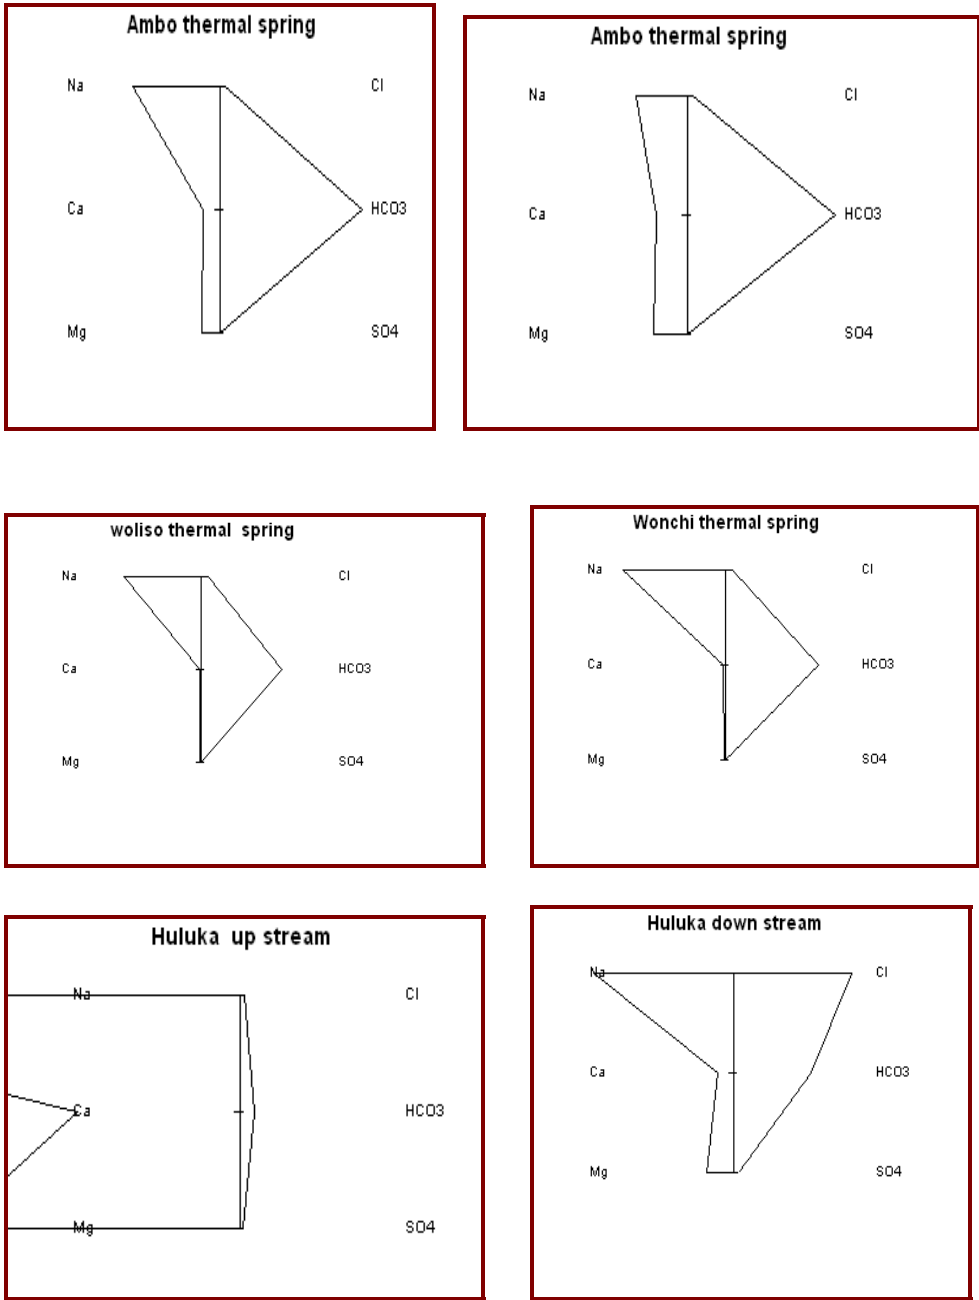 Ambo thermal spring
Na Cl
Ca HCO3
Mg SO4
Ambo thermal spring
Na Cl
Ca HCO3
Mg SO4
woliso thermal spring
Na Cl
Ca HCO3
Mg SO4
Wonchi thermal spring
Na Cl
Ca HCO3
Mg SO4
Huluka up stream
Na Cl
Ca HCO3
Mg SO4
Huluka down stream
Na Cl
Ca HCO3
Mg SO4